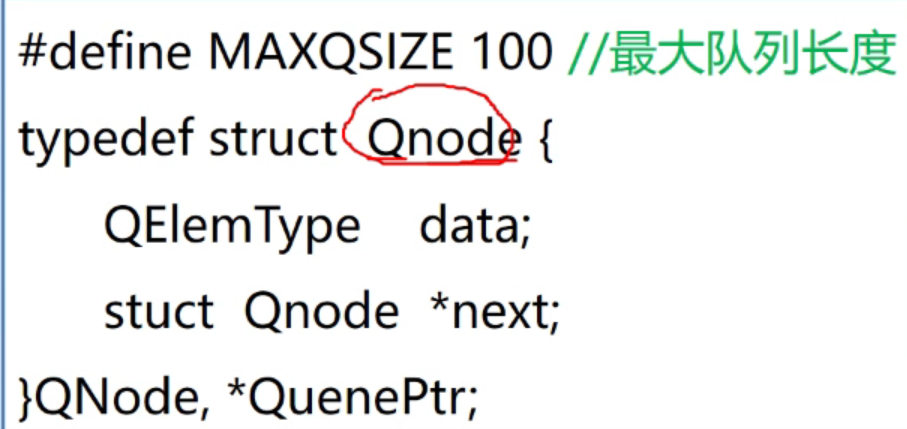 #define MAXQSIZE 100 //最大队列长度
typedef struct Qnode {
QElemType data;
stuct Qnode *next;
}QNode, *QuenePtr;